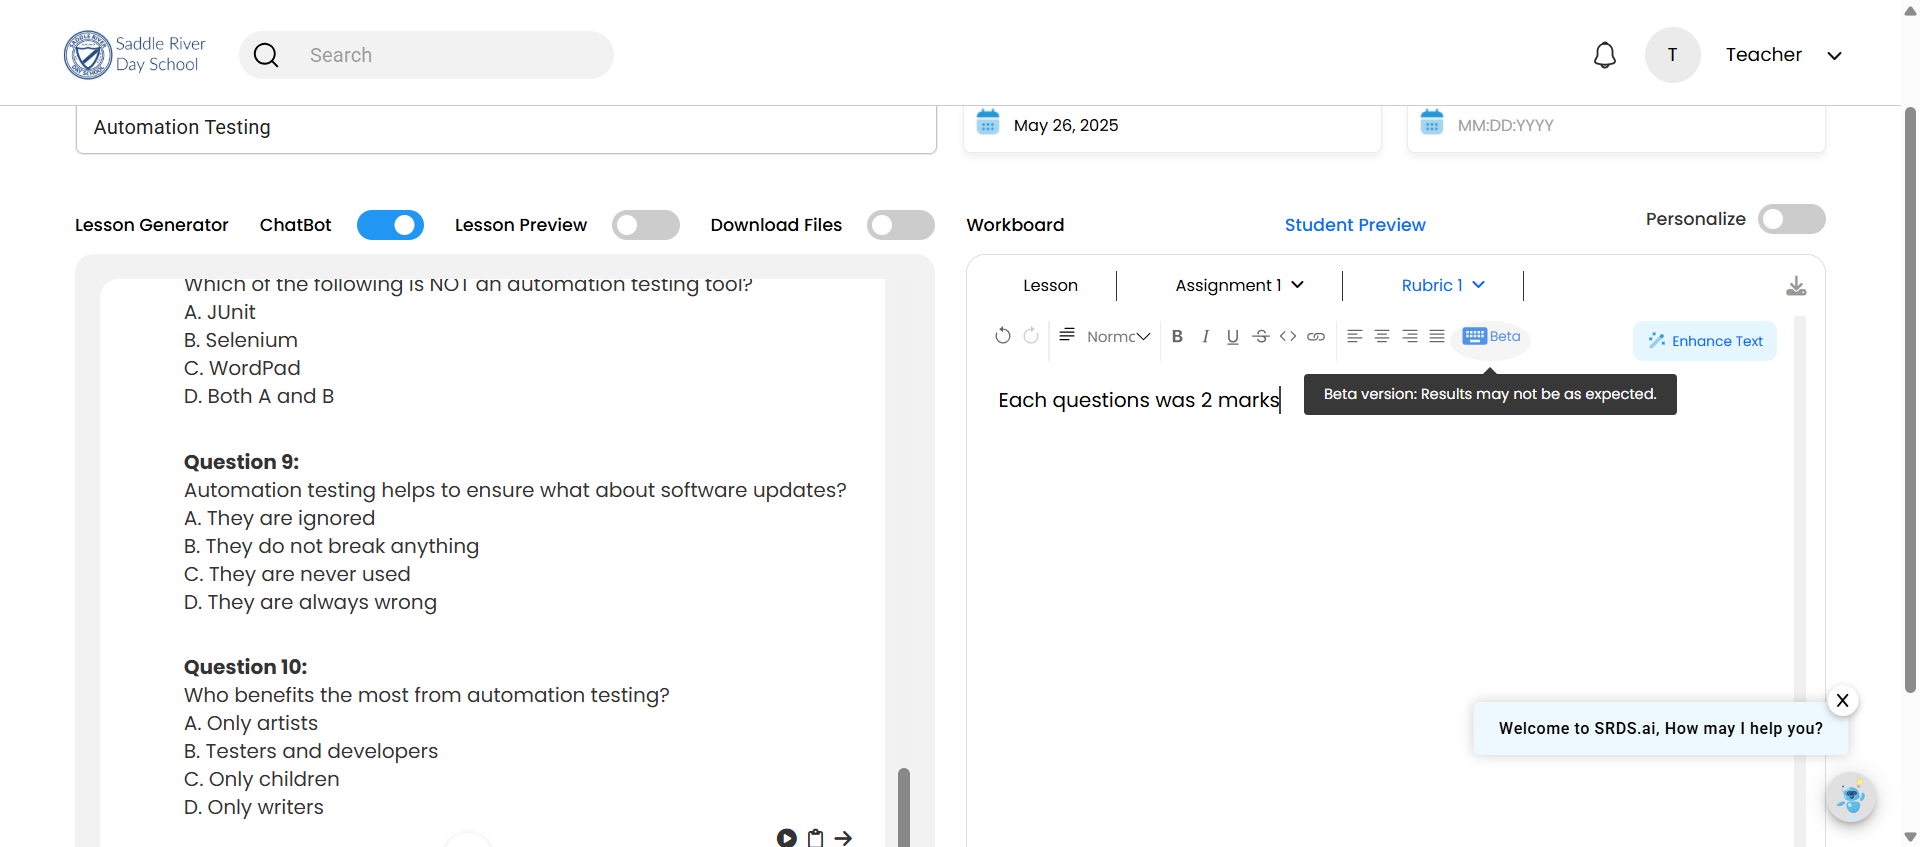 Saddle River
Day School
Search
T
Teacher
Automation Testing
May 26, 2025
MM:DD:YYYY
Lesson Generator
ChatBot
Lesson Preview
Download Files
Workboard
Student Preview
Personalize
Which of the following is NOT an automation testing tool?
A. JUnit
B. Selenium
C. WordPad
D. Both A and B
Question 9:
Automation testing helps to ensure what about software updates?
A. They are ignored
B. They do not break anything
C. They are never used
D. They are always wrong
Question 10:
Who benefits the most from automation testing?
A. Only artists
B. Testers and developers
C. Only children
D. Only writers
Lesson
Assignment 1
Rubric 1
Normc
B I U S <>
Beta
Enhance Text
Each questions was 2 marks
Beta version: Results may not be as expected.
X
Welcome to SRDS.ai, How may I help you?